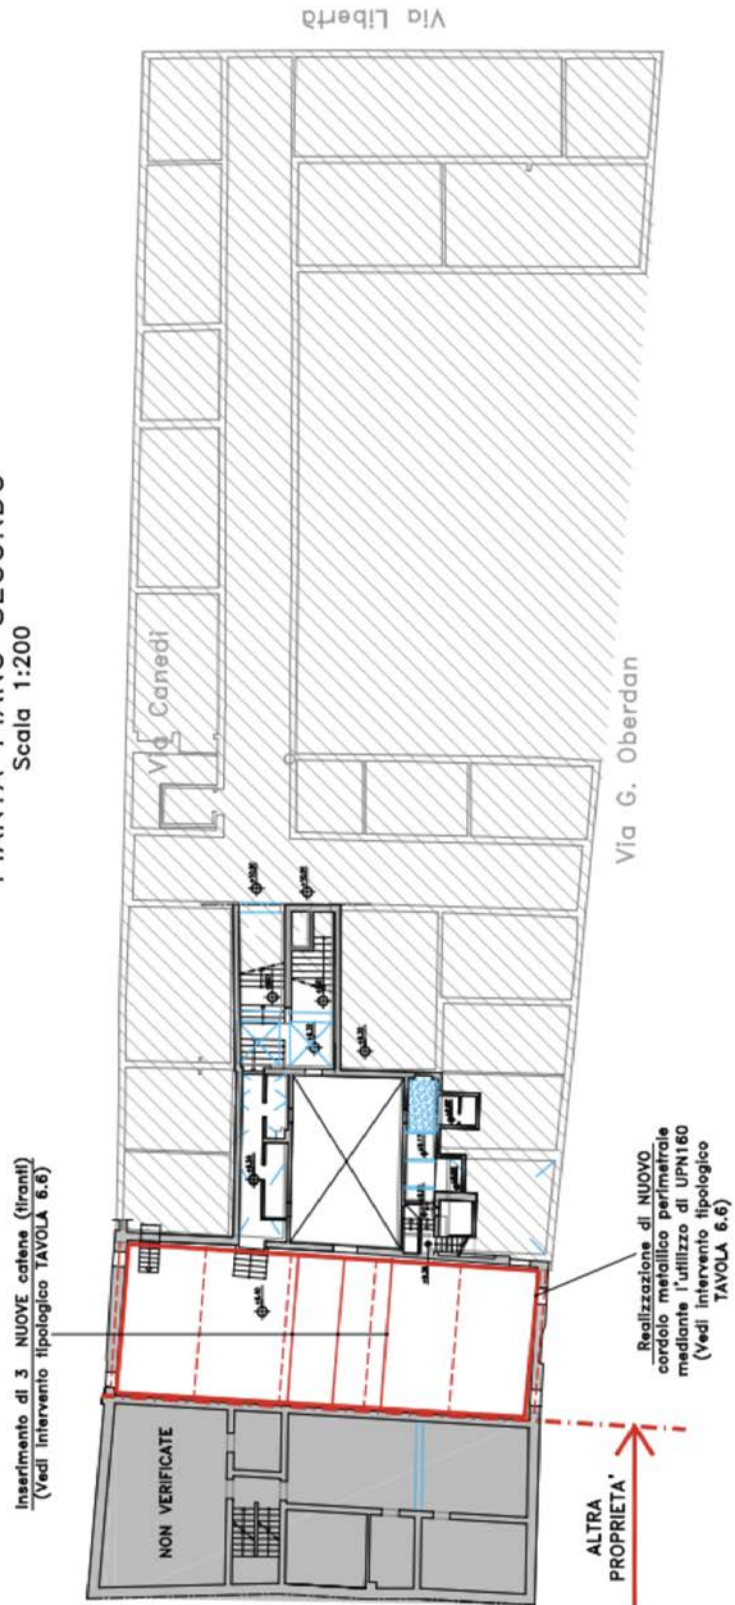 Via Libertà
Scala 1:200
Via Canedi
Via G. Oberdan
Inserimento di 3 NUOVE catene (tiranti)
(Vedi intervento tipologico TAVOLA 6.6)
Realizzazione di NUOVO
cordolo metallico perimetrale
mediante l'utilizzo di UPN160
(Vedi intervento tipologico
TAVOLA 6.6)
NON VERIFICATE
ALTRA
PROPRIETA'